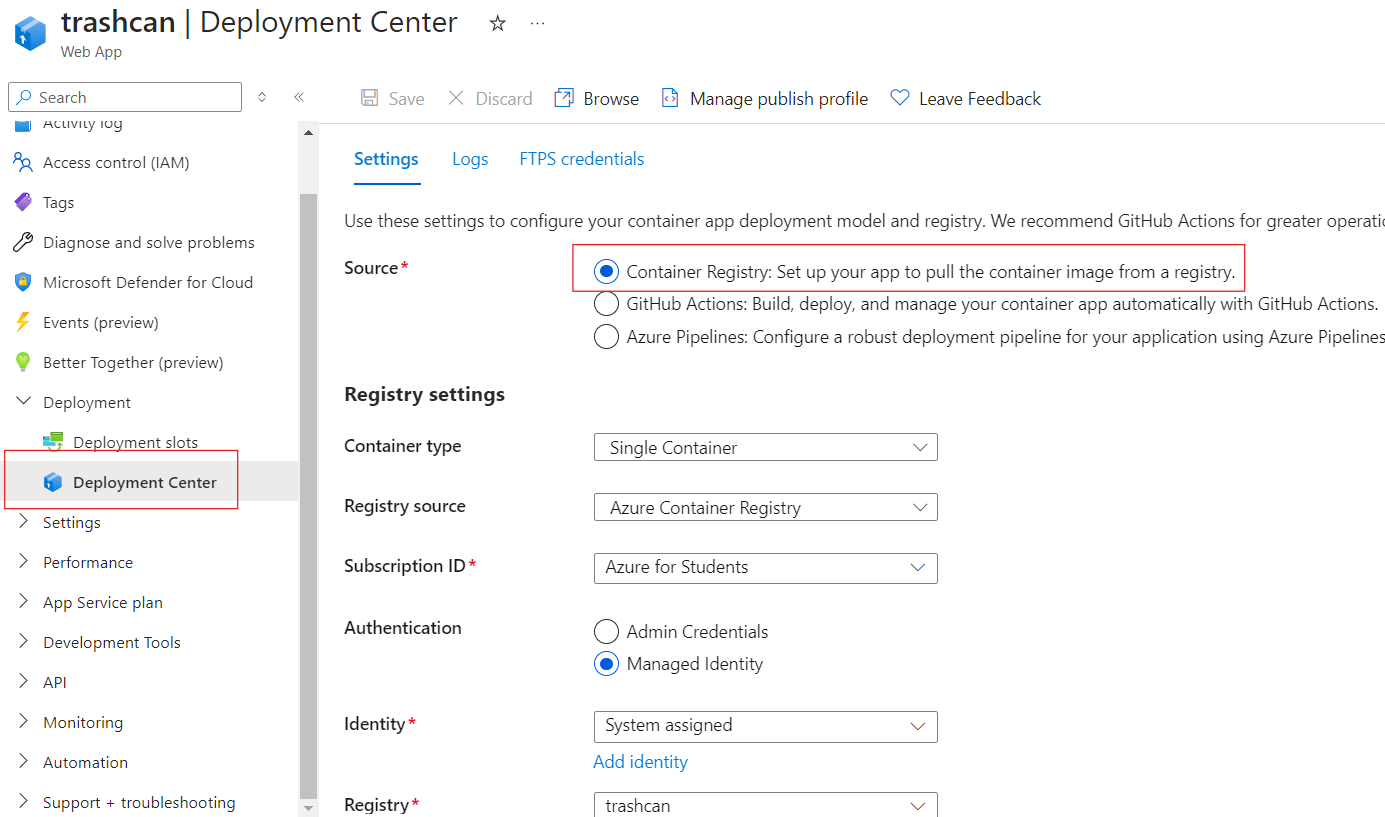 trashcan | Deployment Center
Web App
Search
Save
Discard
Browse
Manage publish profile
Leave Feedback
Activity log
Access control (IAM)
Tags
Diagnose and solve problems
Microsoft Defender for Cloud
Events (preview)
Better Together (preview)
Deployment
Deployment slots
Deployment Center
Settings
Performance
App Service plan
Development Tools
API
Monitoring
Automation
Support + troubleshooting
Settings
Logs
FTPS credentials
Use these settings to configure your container app deployment model and registry. We recommend GitHub Actions for greater operatic
Source*
Container Registry: Set up your app to pull the container image from a registry.
GitHub Actions: Build, deploy, and manage your container app automatically with GitHub Actions.
Azure Pipelines: Configure a robust deployment pipeline for your application using Azure Pipelines
Registry settings
Container type
Single Container
Registry source
Azure Container Registry
Subscription ID*
Azure for Students
Authentication
Admin Credentials
Managed Identity
Identity*
System assigned
Add identity
Registry*
trashcan